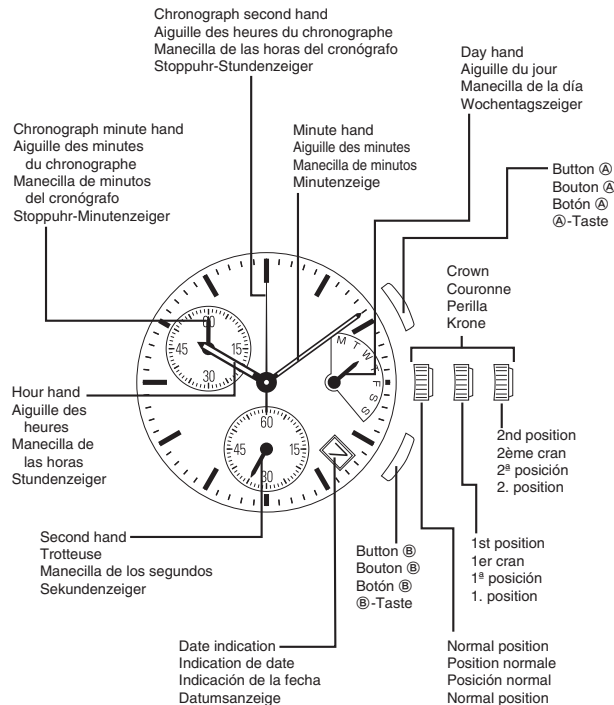 Chronograph second hand
Aiguille des heures du chronographe
Manecilla de las horas del cronógrafo
Stoppuhr-Stundenzeiger
Day hand
Aiguille du jour
Manecilla de la día
Wochentagszeiger
Chronograph minute hand
Aiguille des minutes
du chronographe
Manecilla de minutos
del cronógrafo
Stoppuhr-Minutenzeiger
Minute hand
Aiguille des minutes
Manecilla de minutos
Minutenzeige
Button Ⓐ
Bouton Ⓐ
Botón Ⓐ
Ⓐ-Taste
Crown
Couronne
Perilla
Krone
60
45 15
30
M T W T F S S
Hour hand
Aiguille des
heures
Manecilla de
las horas
Stundenzeiger
60
45 15
30
2nd position
2ème cran
2ª posición
2. position
Second hand
Trotteuse
Manecilla de los segundos
Sekundenzeiger
Button Ⓑ
Bouton Ⓑ
Botón Ⓑ
Ⓑ-Taste
1st position
1er cran
1ª posición
1. position
Date indication
Indication de date
Indicación de la fecha
Datumsanzeige
Normal position
Position normale
Posición normal
Normal position